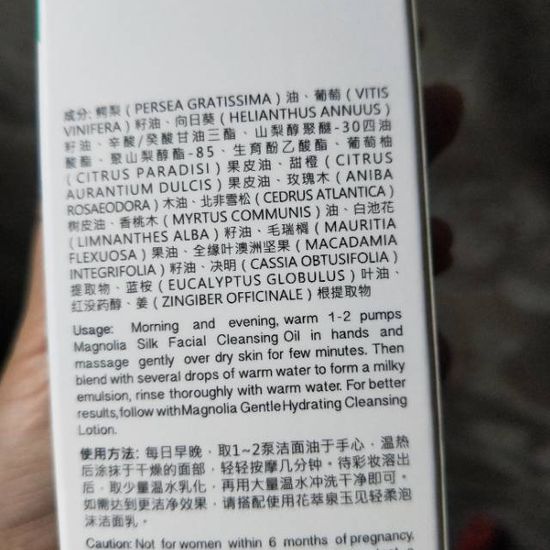 成分: 鳄梨 (PERSEA GRATISSIMA) 油、葡萄 (VITIS
VINIFERA) 籽油、向日葵 (HELIANTHUS ANNUUS)
籽油、辛酸/癸酸甘油三酯、山梨醇聚醚-30四油
酸酯、聚山梨醇酯-85、生育酚乙酸酯、葡萄柚
(CITRUS PARADISI) 果皮油、甜橙 (CITRUS
AURANTIUM DULCIS) 果皮油、玫瑰木 (ANIBA
ROSAEODORA) 木油、北非雪松 (CEDRUS ATLANTICA)
树皮油、香桃木 (MYRTUS COMMUNIS) 油、白池花
(LIMNANTHES ALBA) 籽油、毛瑞榈 (MAURITIA
FLEXUOSA) 果油、全缘叶澳洲坚果 (MACADAMIA
INTEGRIFOLIA) 籽油、决明 (CASSIA OBTUSIFOLIA)
提取物、蓝桉 (EUCALYPTUS GLOBULUS) 叶油、
红没药醇、姜 (ZINGIBER OFFICINALE) 根提取物
Usage: Morning and evening, warm 1-2 pumps
Magnolia Silk Facial Cleansing Oil in hands and
massage gently over dry skin for few minutes. Then
blend with several drops of warm water to form a milky
emulsion, rinse thoroughly with warm water. For better
results, follow with Magnolia Gentle Hydrating Cleansing
Lotion.
使用方法: 每日早晚，取1~2泵洁面油于手心，温热
后涂抹于干燥的面部，轻轻按摩几分钟。待彩妆溶出
后，取少量温水乳化，再用大量温水冲洗干净即可。
如需达到更洁净效果，请搭配使用花萃泉玉见轻柔泡
沫洁面乳。
Caution: Not for women within 6 months of pregnancy.